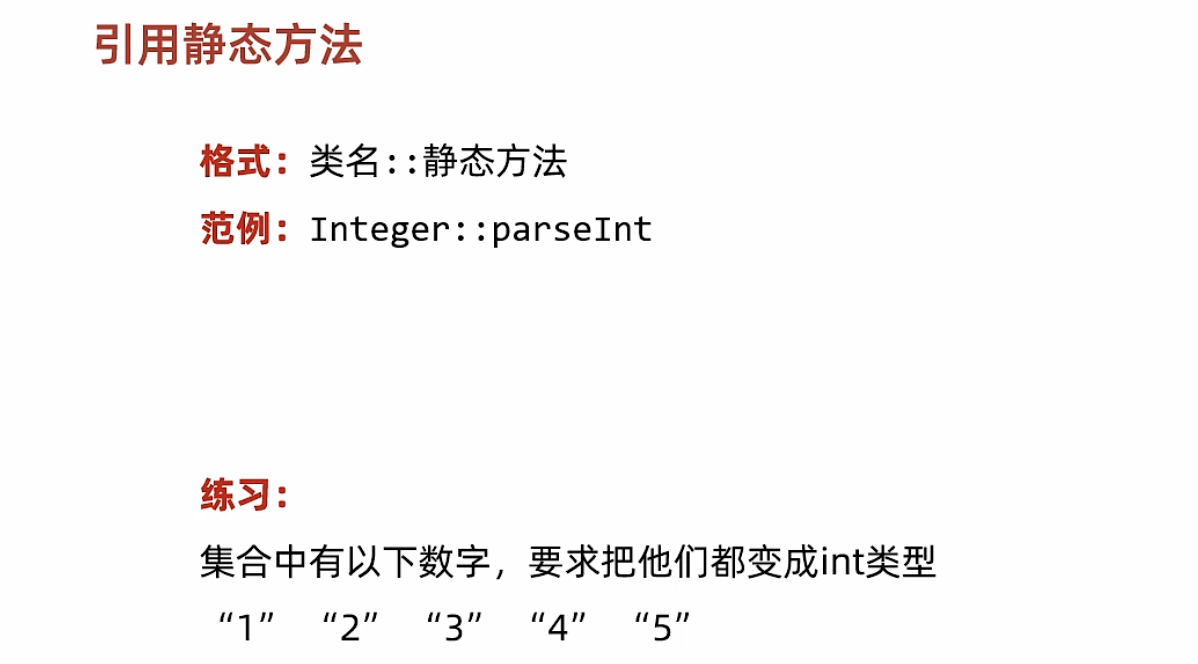 引用静态方法
格式：类名::静态方法
范例：Integer::parseInt
练习：
集合中有以下数字，要求把他们都变成int类型
“1” “2” “3” “4” “5”